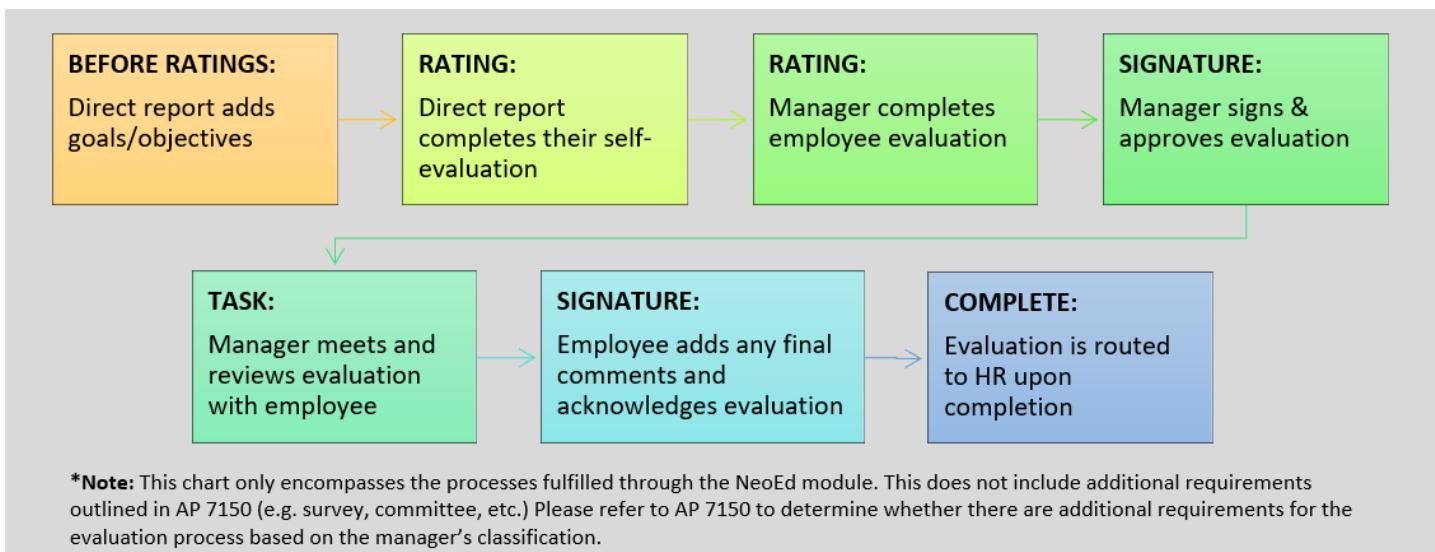 BEFORE RATINGS:
Direct report adds
goals/objectives
RATING:
Direct report
completes their self-
evaluation
RATING:
Manager completes
employee evaluation
SIGNATURE:
Manager signs &
approves evaluation
TASK:
Manager meets and
reviews evaluation
with employee
SIGNATURE:
Employee adds any final
comments and
acknowledges evaluation
COMPLETE:
Evaluation is routed
to HR upon
completion
*Note: This chart only encompasses the processes fulfilled through the NeoEd module. This does not include additional requirements
outlined in AP 7150 (e.g. survey, committee, etc.) Please refer to AP 7150 to determine whether there are additional requirements for the
evaluation process based on the manager’s classification.